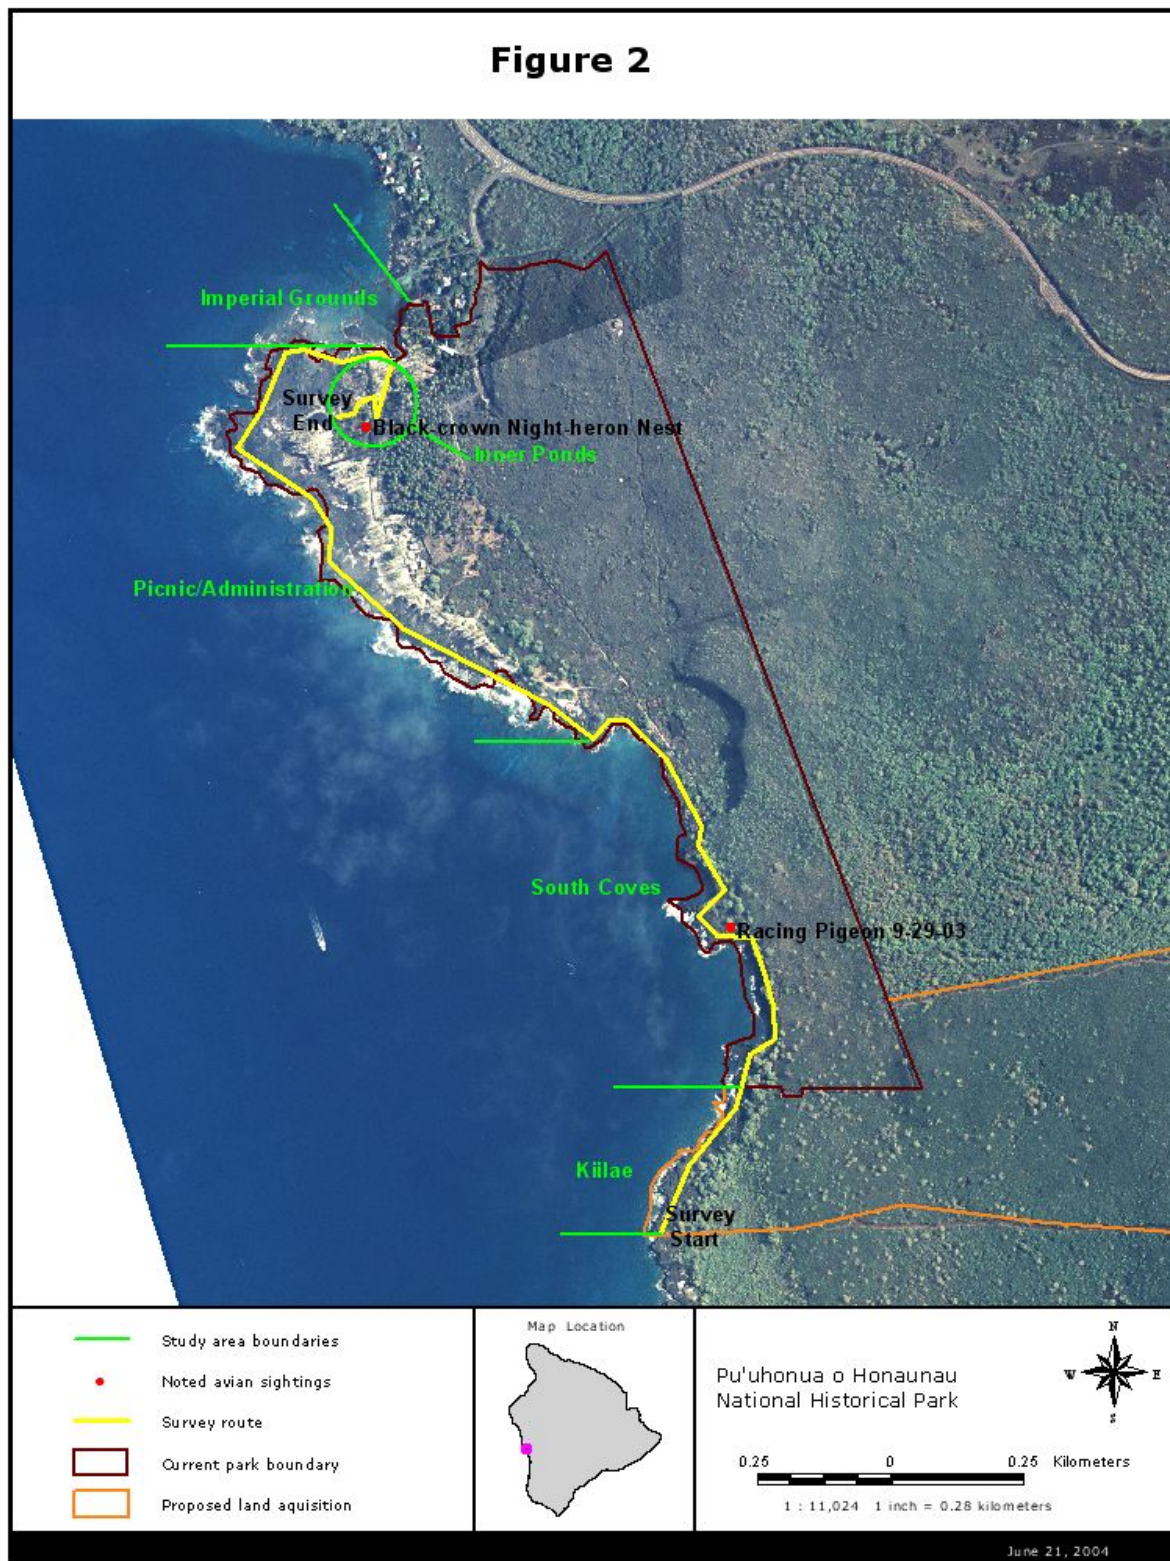 Figure 2
Imperial Grounds
Survey
End
Black-crown Night-heron Nest
Inner Ponds
Picnic/Administration
South Coves
Racing Pigeon 9-29-03
Kiilae
Survey
Start
Study area boundaries
Noted avian sightings
Survey route
Current park boundary
Proposed land aquisition
Map Location
Pu'uhonua o Honaunau
National Historical Park
N
W E
S
0.25 0 0.25 Kilometers
1 : 11,024 1 inch = 0.28 kilometers
June 21, 2004